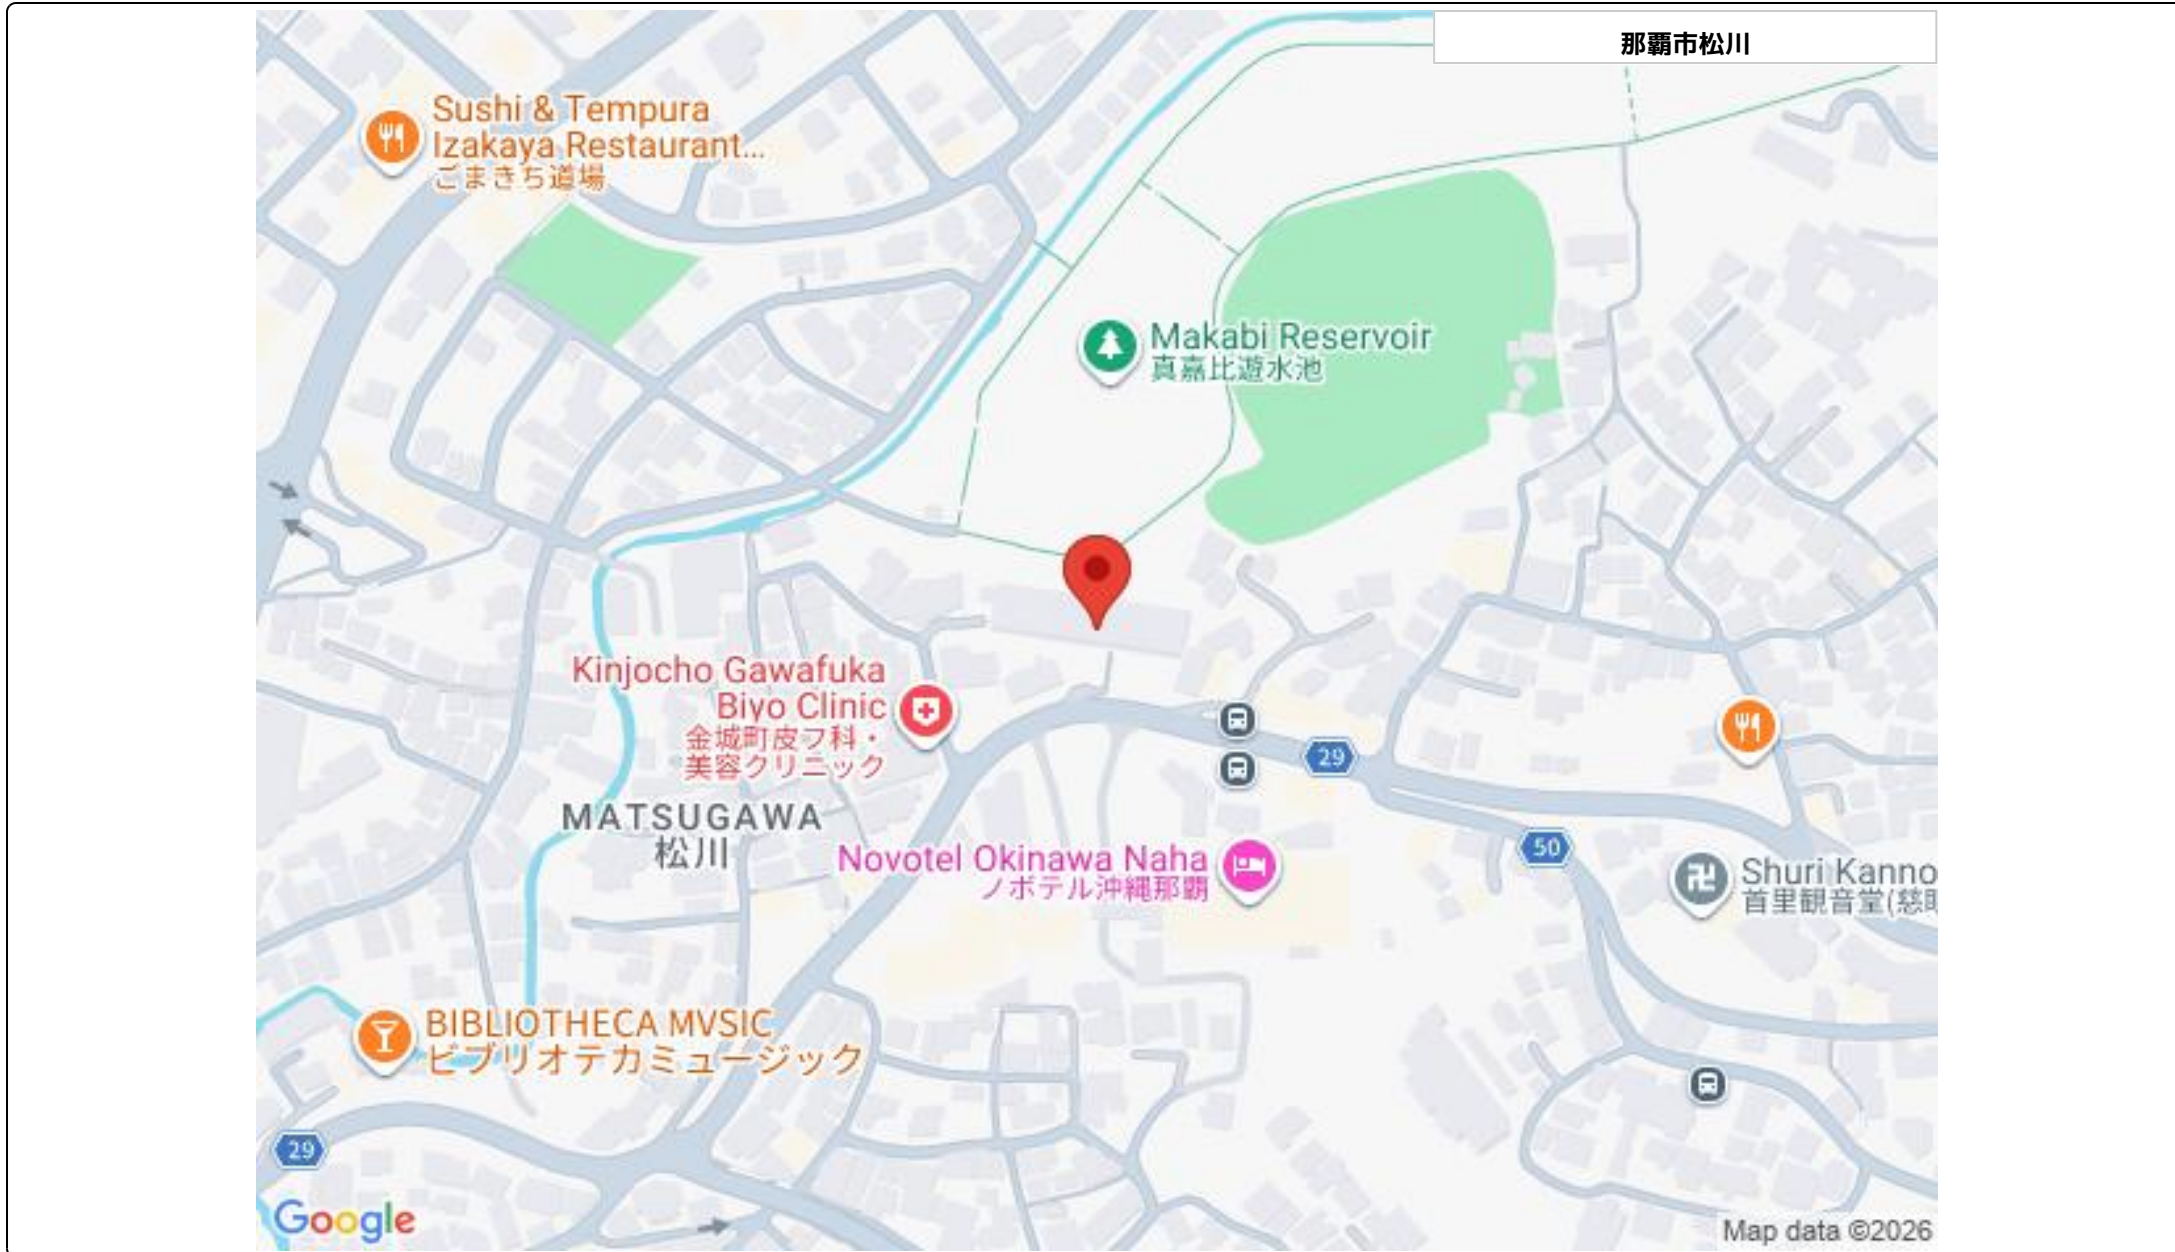 那覇市松川
Sushi & Tempura
Izakaya Restaurant...
ごまきち道場
Makabi Reservoir
真嘉比遊水池
Kinjocho Gawafuka
Biyo Clinic
金城町皮フ科・
美容クリニック
29
MATSUGAWA
松川
50
Novotel Okinawa Naha
ノボテル沖縄那覇
Shuri Kanno
首里観音堂(慈
BIBLIOTHECA MVSIC
ビブリオテカミュージック
29
Google
Map data ©2026